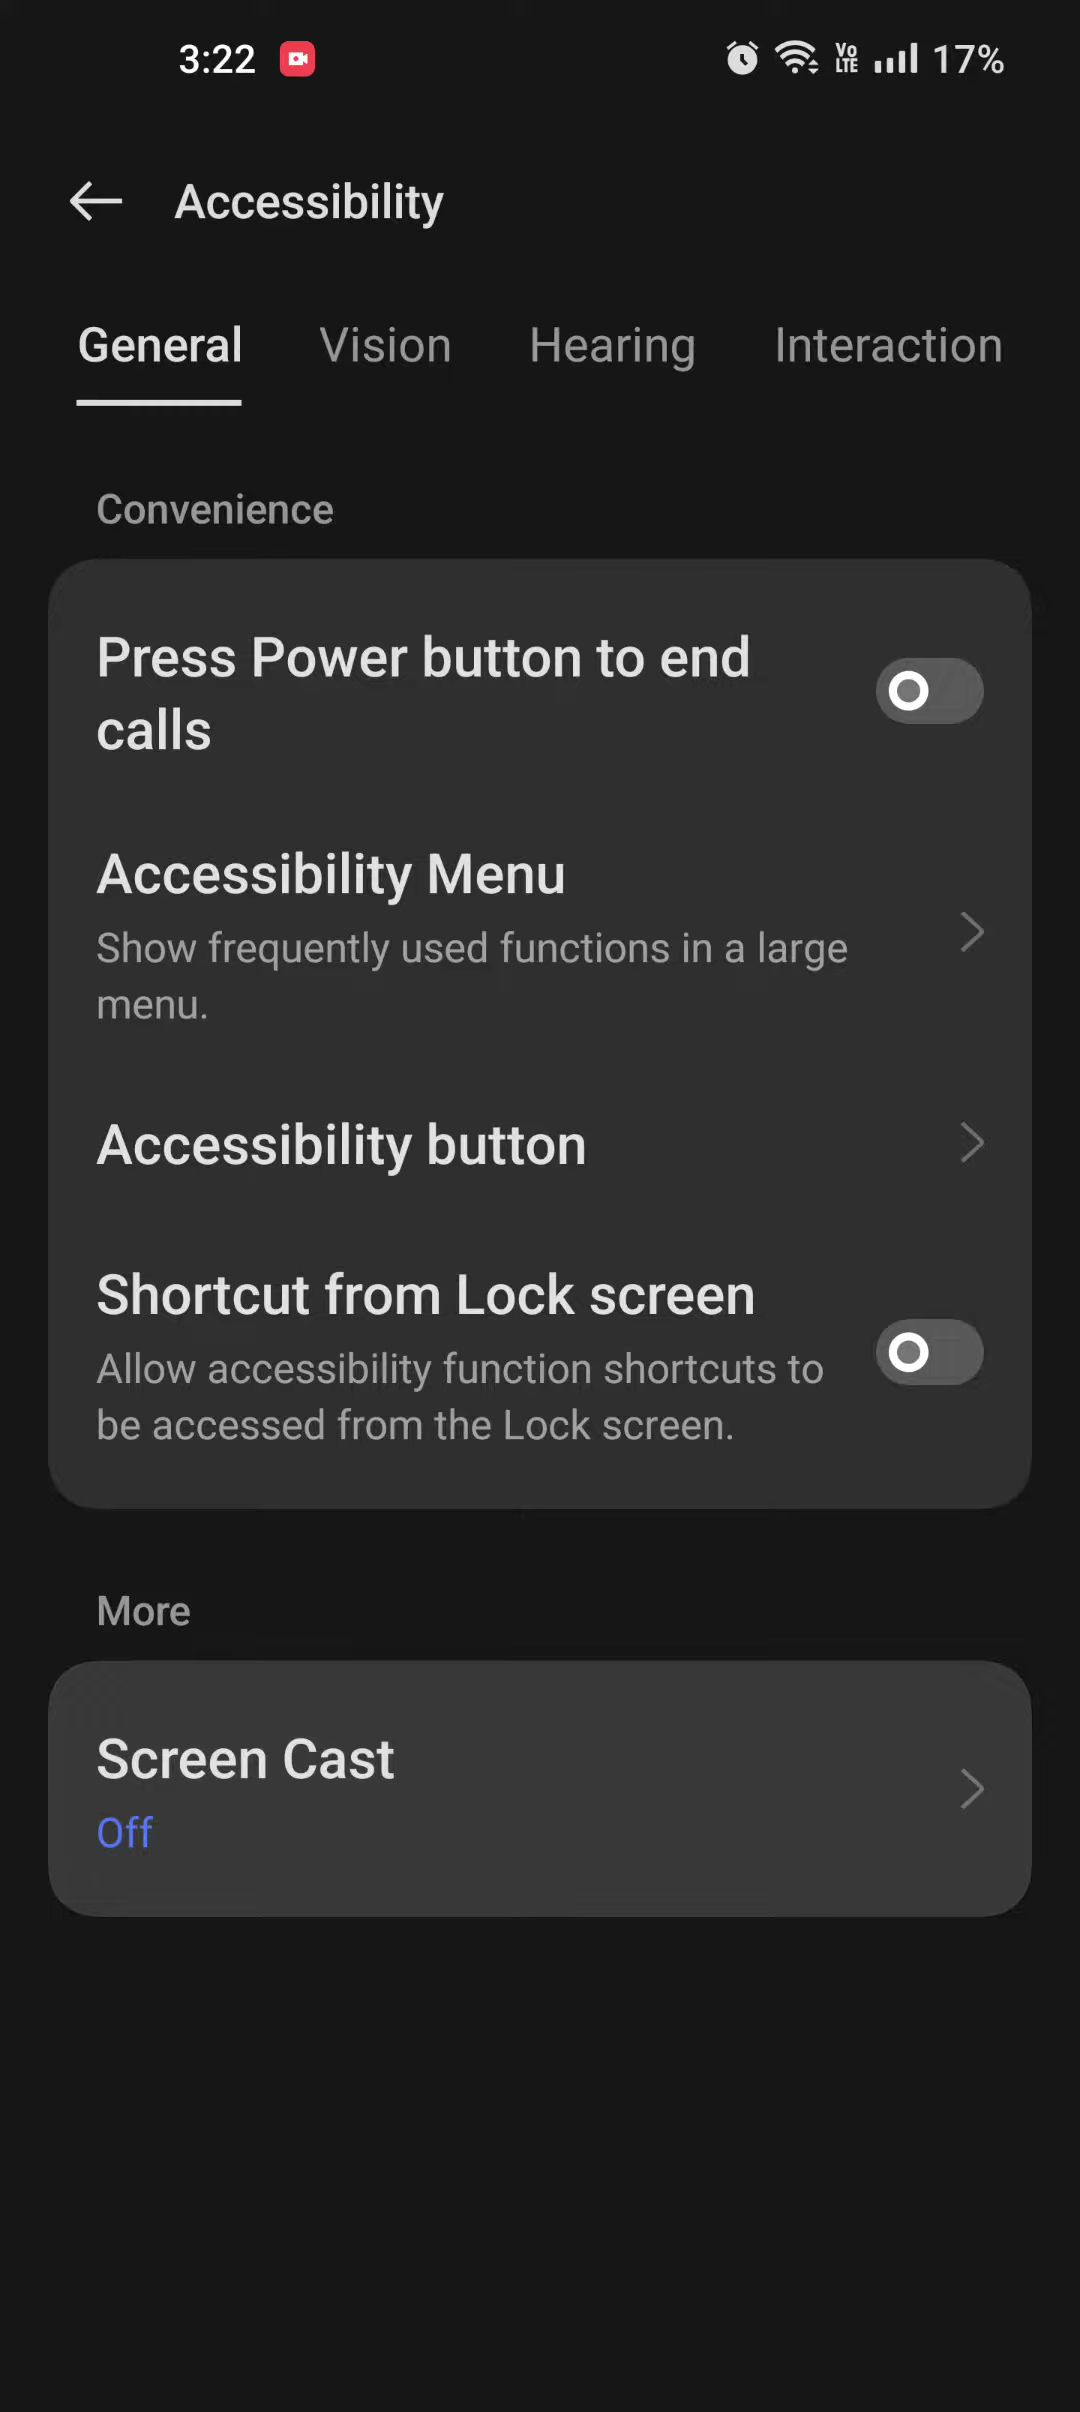 3:22
Vo
LTE
17%
Accessibility
General Vision Hearing Interaction
Convenience
Press Power button to end
calls
Accessibility Menu
Show frequently used functions in a large
menu.
Accessibility button
Shortcut from Lock screen
Allow accessibility function shortcuts to
be accessed from the Lock screen.
More
Screen Cast
Off